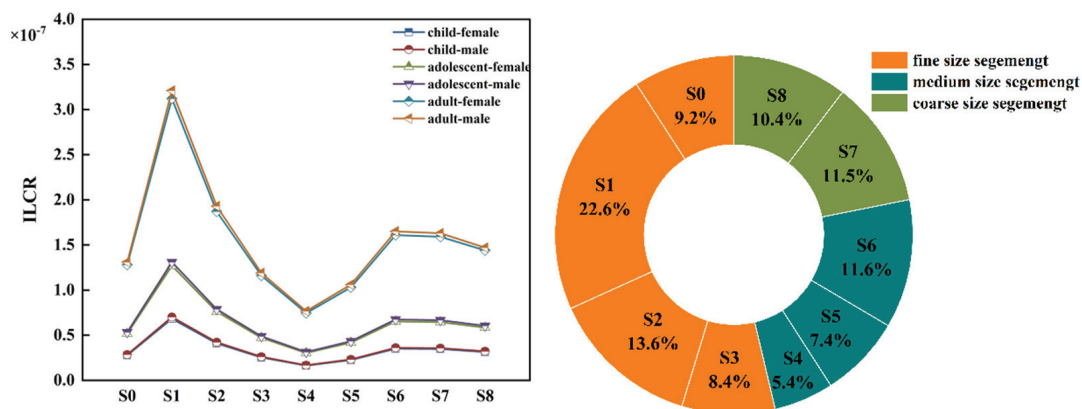 ×10⁻⁷
4.0
3.5
3.0
2.5
2.0
1.5
1.0
0.5
0.0
ILCR
S0 S1 S2 S3 S4 S5 S6 S7 S8
child-female
child-male
adolescent-female
adolescent-male
adult-female
adult-male
fine size segemengt
medium size segemengt
coarse size segemengt
S0
9.2%
S8
10.4%
S7
11.5%
S1
22.6%
S6
11.6%
S2
13.6%
S5
7.4%
S3
8.4%
S4
5.4%